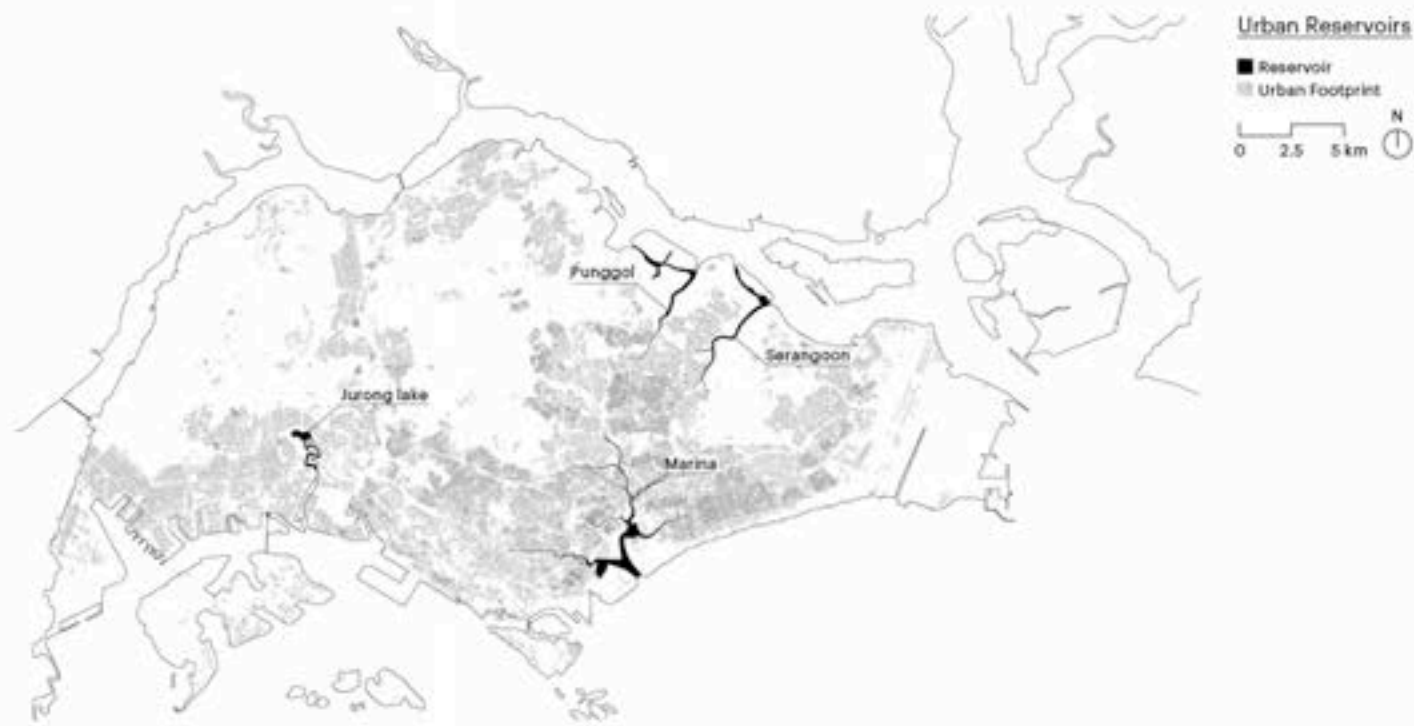 Urban Reservoirs
Reservoir
Urban Footprint
N
0 2.5 5 km
Punggol
Serangoon
Jurong lake
Marina